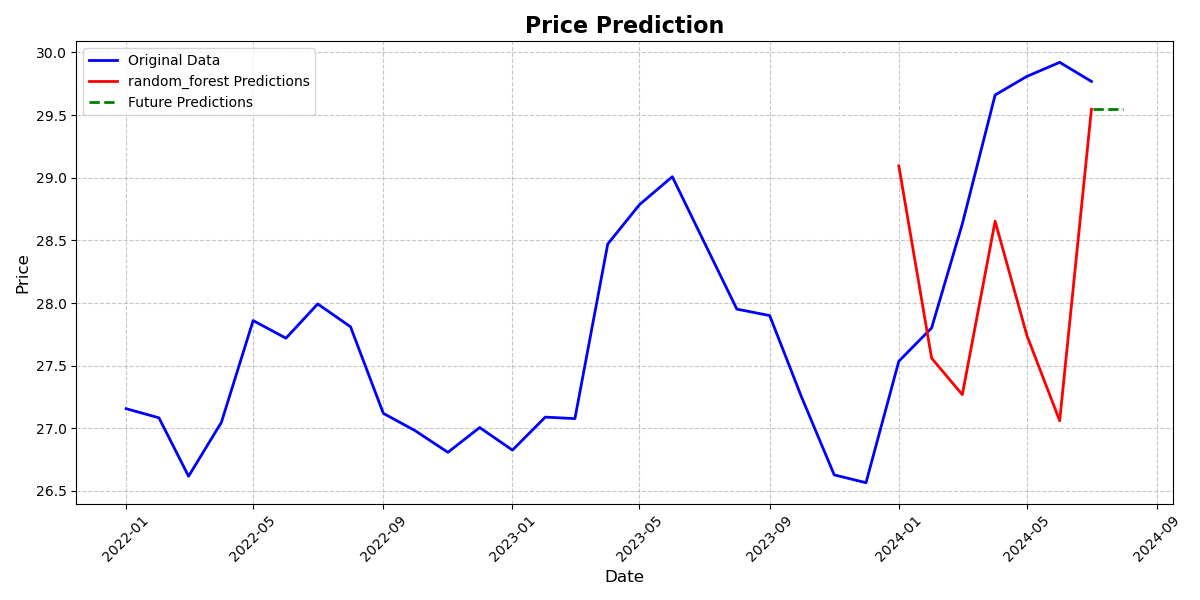 Price Prediction
Original Data
random_forest Predictions
Future Predictions
Price
30.0
29.5
29.0
28.5
28.0
27.5
27.0
26.5
2022-01
2022-05
2022-09
2023-01
2023-05
2023-09
2024-01
2024-05
2024-09
Date